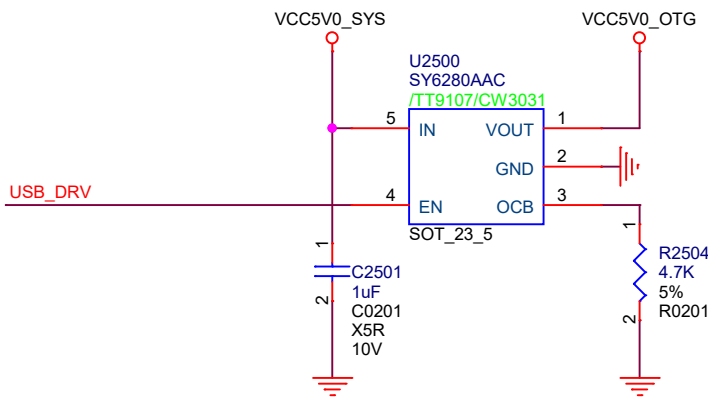 VCC5V0_SYS
VCC5V0_OTG
U2500
SY6280AAC
/TT9107/CW3031
5
IN
VOUT
1
GND
2
USB_DRV
4
EN
OCB
3
SOT_23_5
1
C2501
1uF
C0201
X5R
10V
2
1
R2504
4.7K
5%
R0201
2